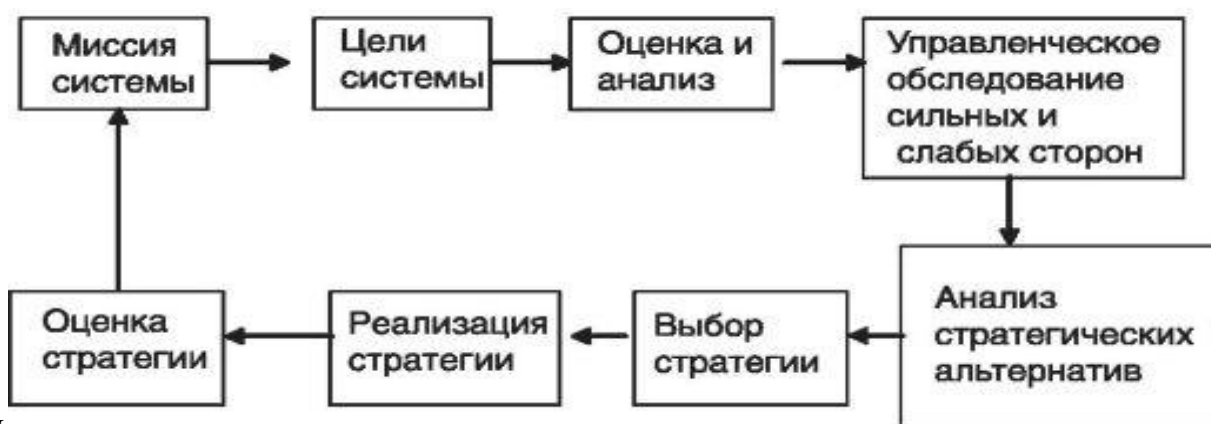 Миссия
системы
Цели
системы
Оценка и
анализ
Управленческое
обследование
сильных и
слабых сторон
Анализ
стратегических
альтернатив
Выбор
стратегии
Реализация
стратегии
Оценка
стратегии